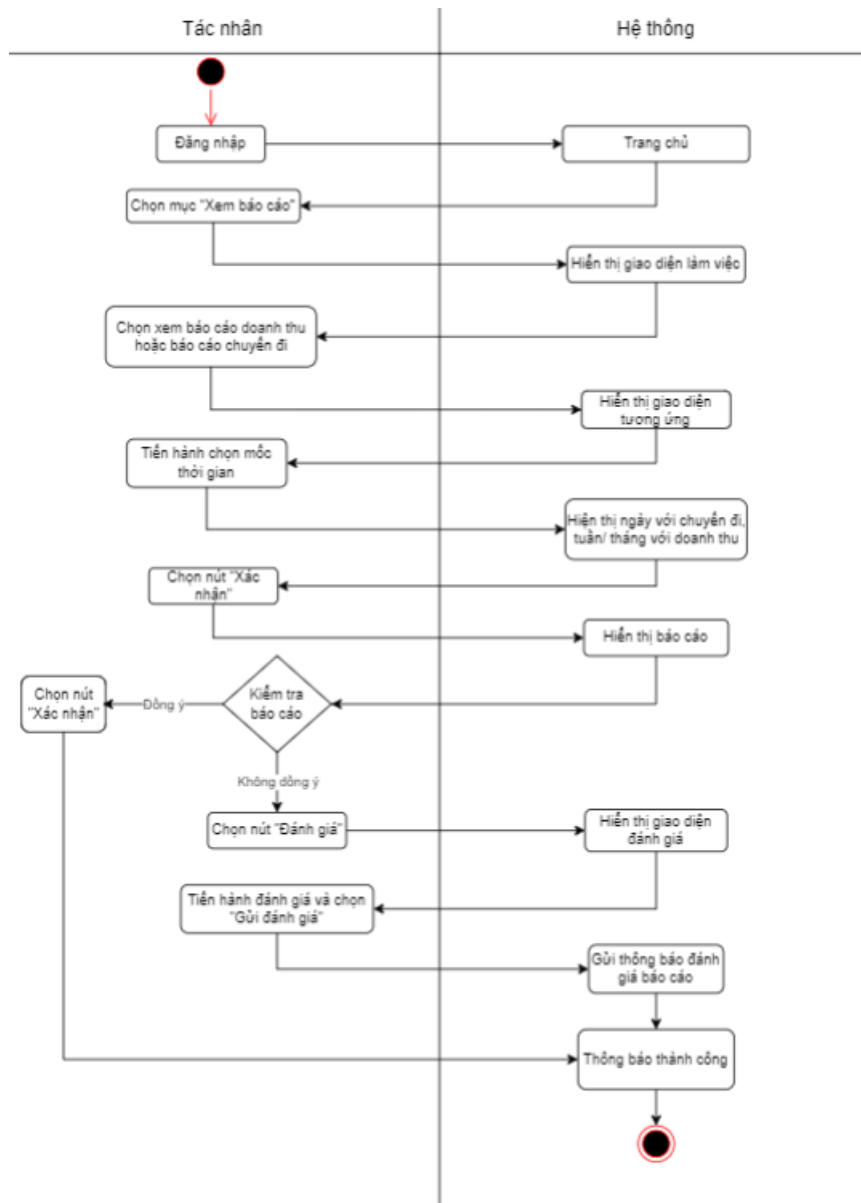 Tác nhân
Hệ thống
Đăng nhập
Trang chủ
Chọn mục "Xem báo cáo"
Hiển thị giao diện làm việc
Chọn xem báo cáo doanh thu
hoặc báo cáo chuyến đi
Hiển thị giao diện
tương ứng
Tiến hành chọn mốc
thời gian
Hiện thị ngày với chuyến đi,
tuần/ tháng với doanh thu
Chọn nút "Xác
nhận"
Hiển thị báo cáo
Kiểm tra
báo cáo
Đồng ý
Chọn nút
"Xác nhận"
Không đồng ý
Chọn nút "Đánh giá"
Hiển thị giao diện
đánh giá
Tiến hành đánh giá và chọn
"Gửi đánh giá"
Gửi thông báo đánh
giá báo cáo
Thông báo thành công